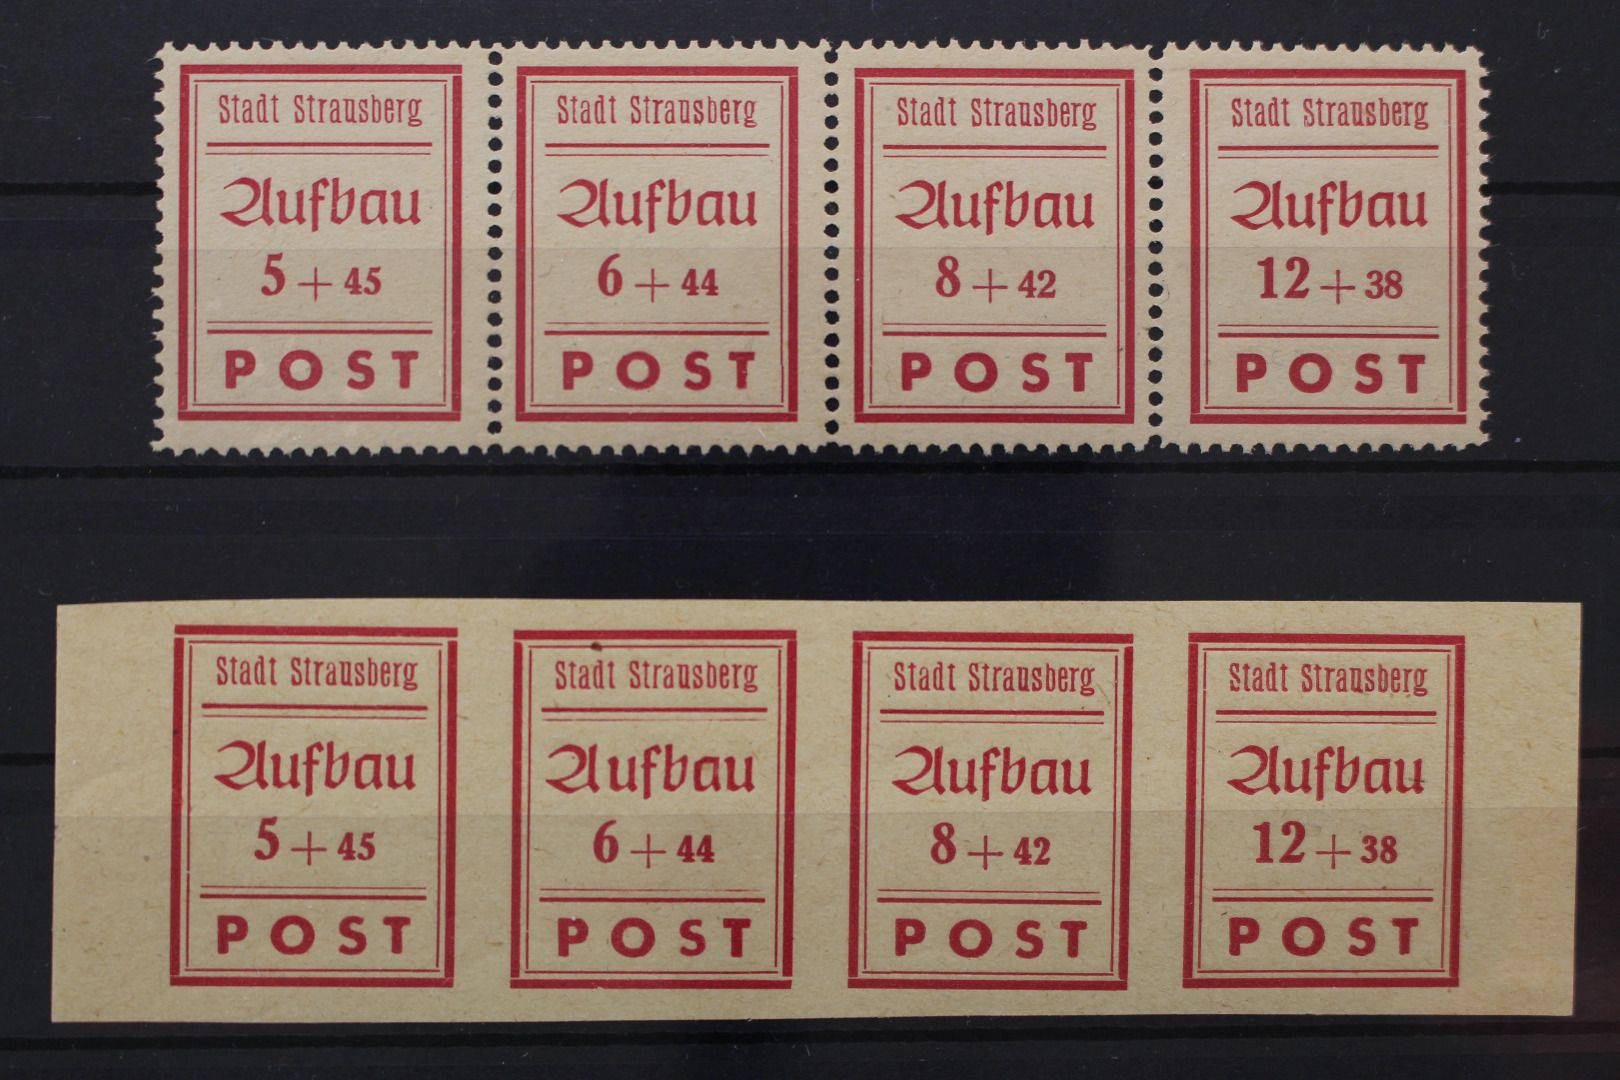 Stadt Strausberg
Aufbau
5 + 45
POST
Stadt Strausberg
Aufbau
6 + 44
POST
Stadt Strausberg
Aufbau
8 + 42
POST
Stadt Strausberg
Aufbau
12 + 38
POST
Stadt Strausberg
Aufbau
5 + 45
POST
Stadt Strausberg
Aufbau
6 + 44
POST
Stadt Strausberg
Aufbau
8 + 42
POST
Stadt Strausberg
Aufbau
12 + 38
POST